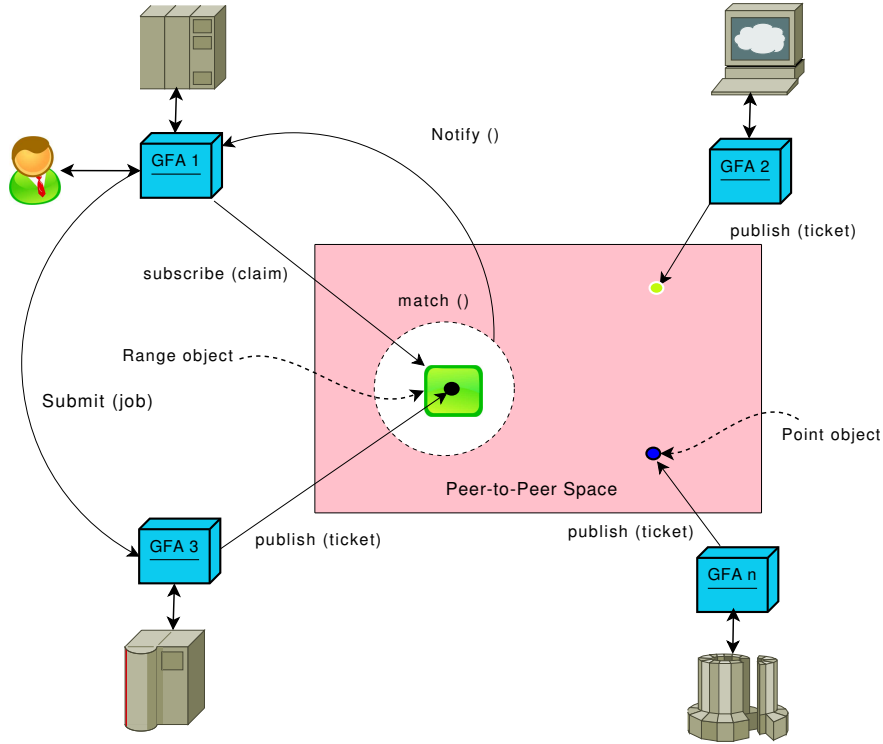 Notify ()
GFA 1
GFA 2
publish (ticket)
subscribe (claim)
match ()
Range object
Submit (job)
Point object
Peer-to-Peer Space
publish (ticket)
publish (ticket)
GFA 3
GFA n